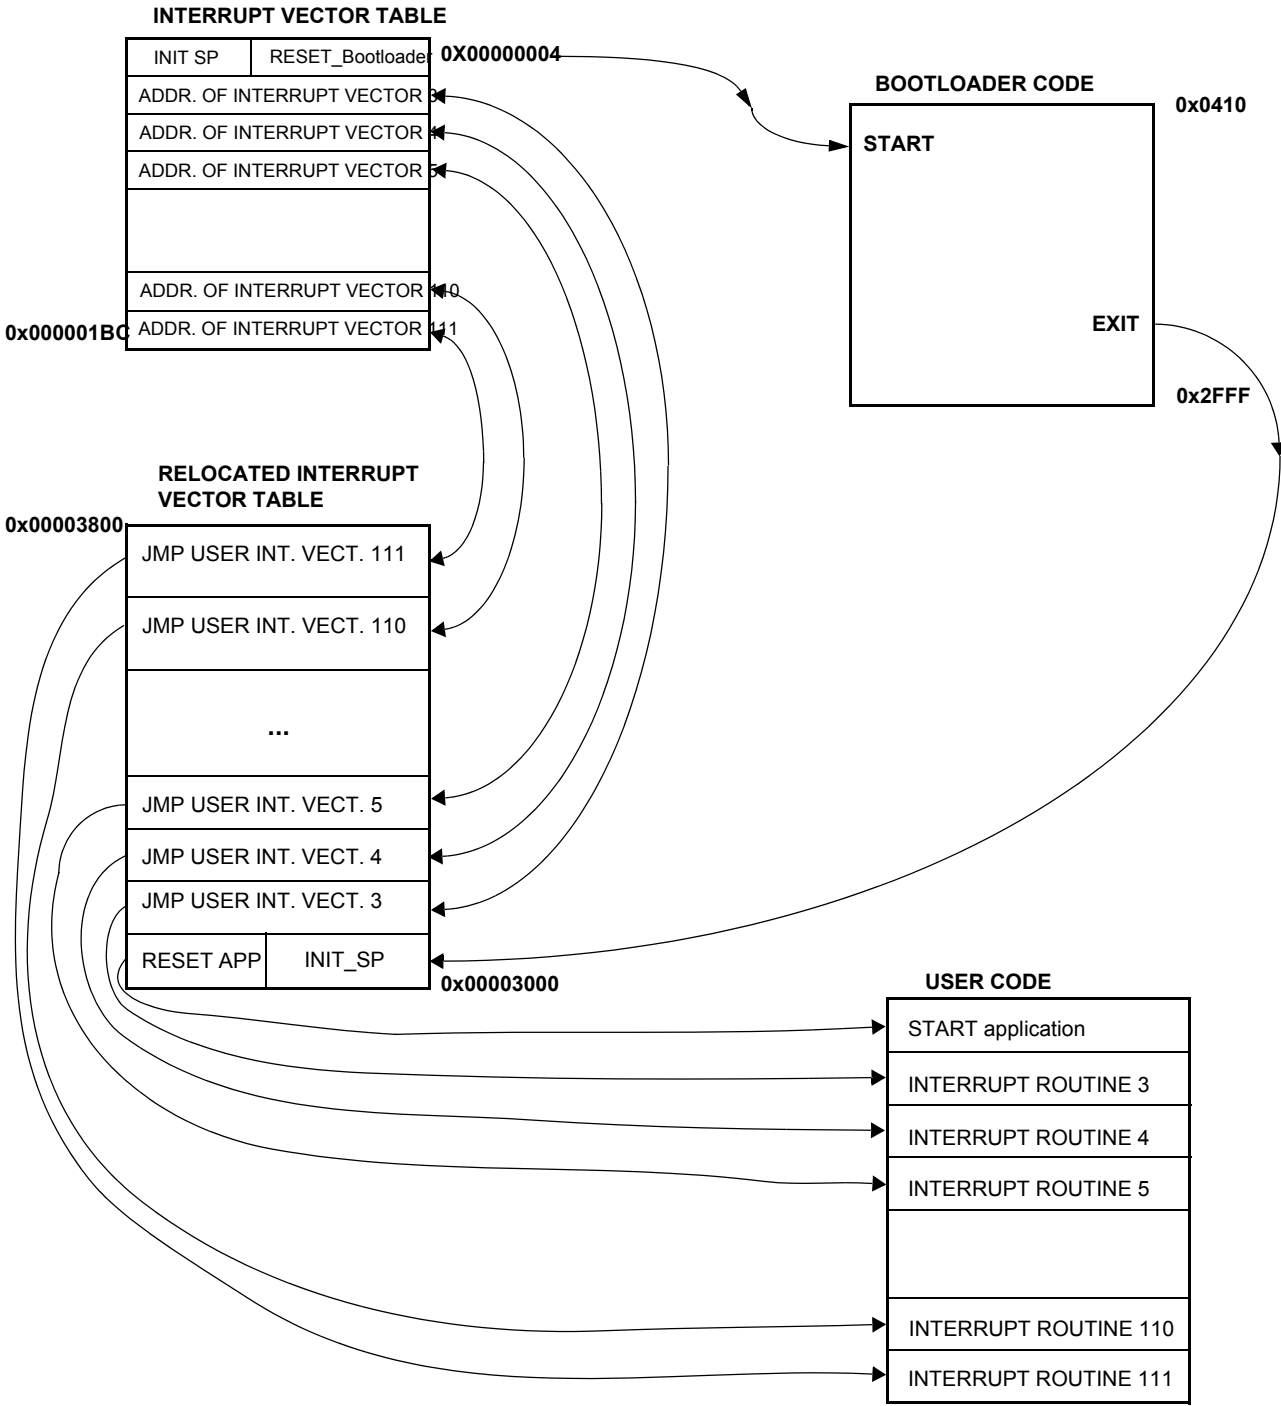 INTERRUPT VECTOR TABLE
INIT SP
RESET_Bootloader
0X00000004
ADDR. OF INTERRUPT VECTOR 3
ADDR. OF INTERRUPT VECTOR 4
ADDR. OF INTERRUPT VECTOR 5
ADDR. OF INTERRUPT VECTOR 110
ADDR. OF INTERRUPT VECTOR 111
0x000001BC
BOOTLOADER CODE
0x0410
START
EXIT
0x2FFF
RELOCATED INTERRUPT
VECTOR TABLE
0x00003800
JMP USER INT. VECT. 111
JMP USER INT. VECT. 110
...
JMP USER INT. VECT. 5
JMP USER INT. VECT. 4
JMP USER INT. VECT. 3
RESET APP
INIT_SP
0x00003000
USER CODE
START application
INTERRUPT ROUTINE 3
INTERRUPT ROUTINE 4
INTERRUPT ROUTINE 5
INTERRUPT ROUTINE 110
INTERRUPT ROUTINE 111